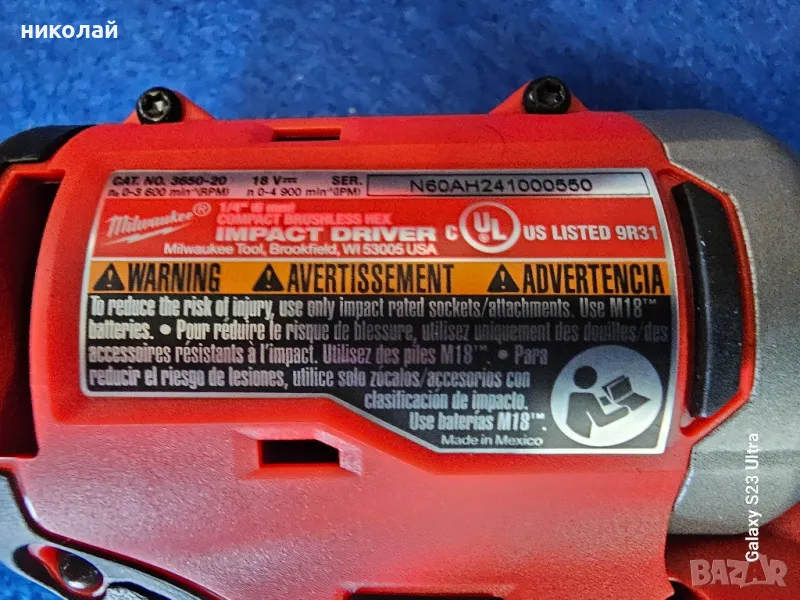 николай
CAT. NO. 3650-20 18 V⎓ SER. N60AH241000550
n₀ 0-3 600 min⁻¹(RPM) n 0-4 900 min⁻¹(IPM)
Milwaukee®
1/4" (6 mm)
COMPACT BRUSHLESS HEX
IMPACT DRIVER
Milwaukee Tool, Brookfield, WI 53005 USA
C UL® US LISTED 9R31
WARNING AVERTISSEMENT ADVERTENCIA
To reduce the risk of injury, use only impact rated sockets/attachments. Use M18™
batteries. • Pour réduire le risque de blessure, utilisez uniquement des douilles/des
accessoires résistants à l'impact. Utilisez des piles M18™. • Para
reducir el riesgo de lesiones, utilice solo zócalos/accesorios con
clasificación de impacto.
Use baterías M18™.
Made in Mexico
Galaxy S23 Ultra
BAZAR